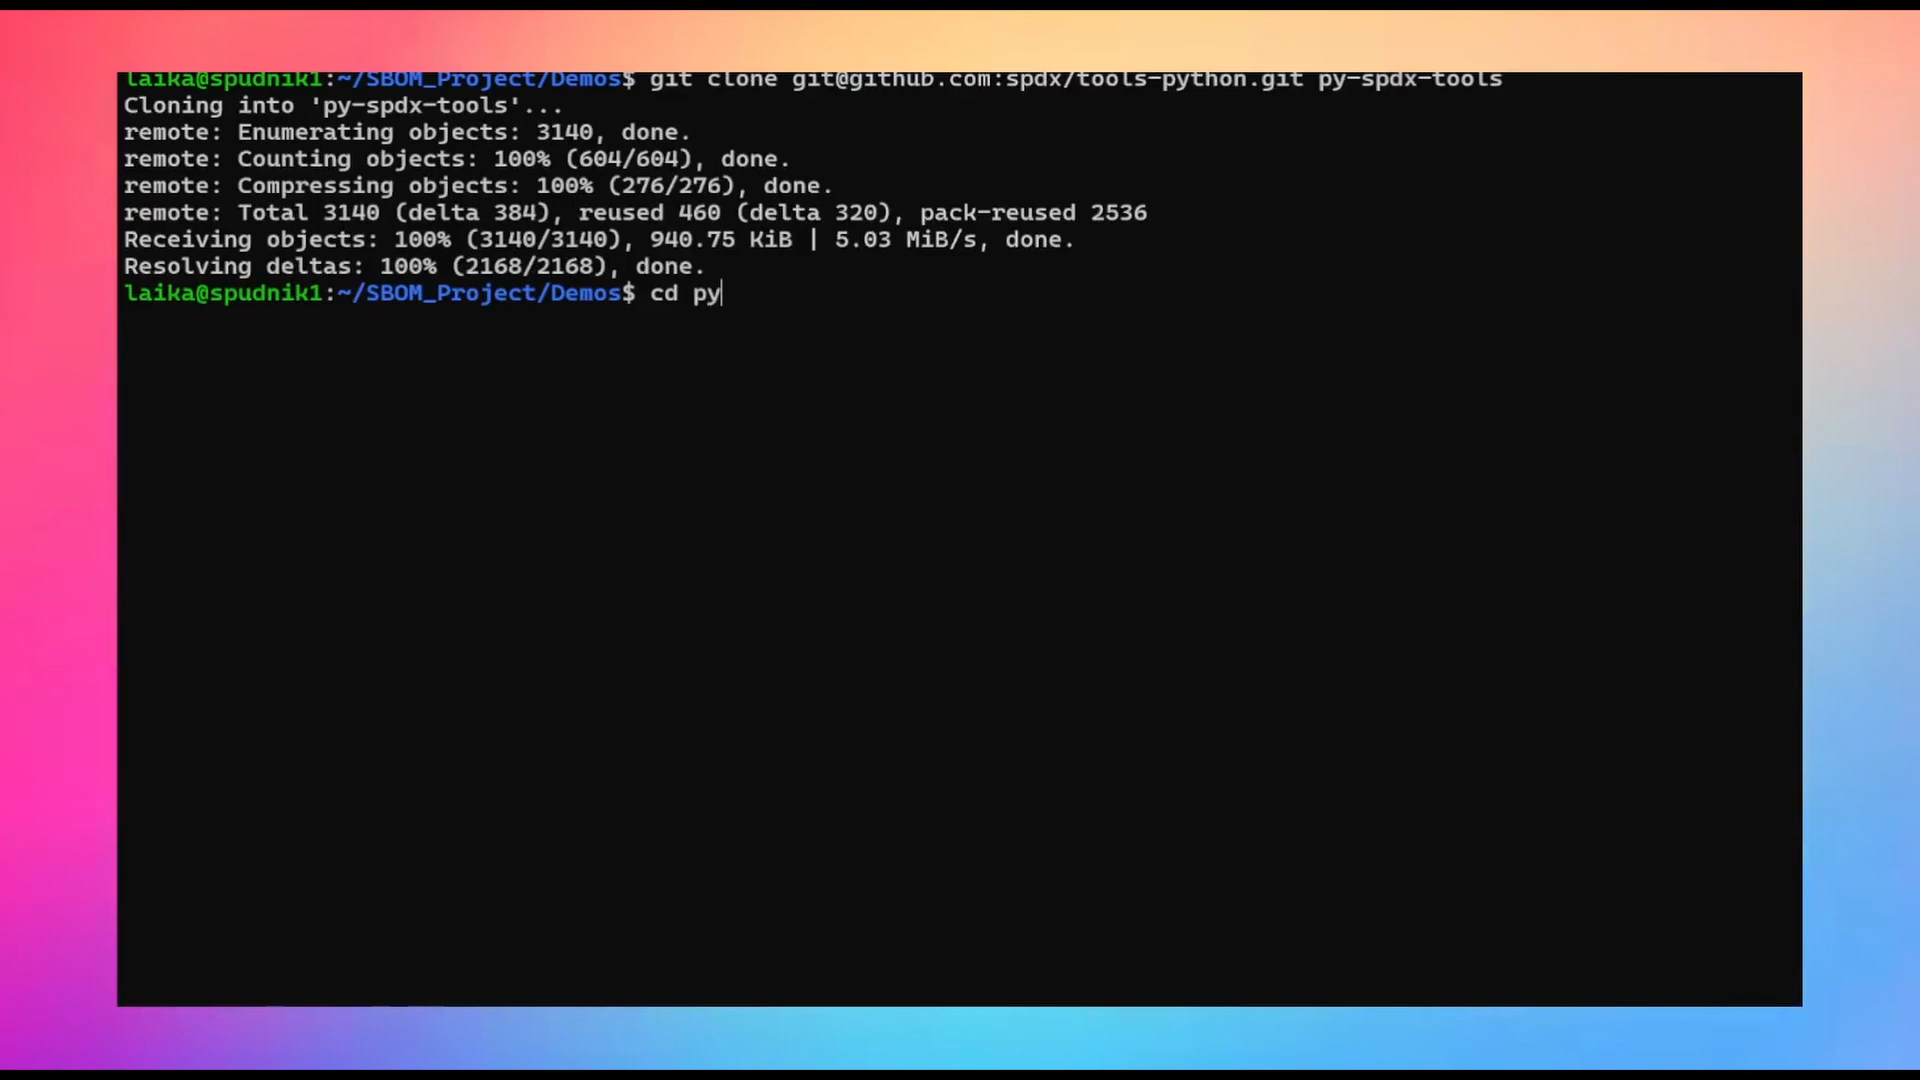 laika@spudnik1:~/SBOM_Project/Demos$ git clone git@github.com:spdx/tools-python.git py-spdx-tools
Cloning into 'py-spdx-tools'...
remote: Enumerating objects: 3140, done.
remote: Counting objects: 100% (604/604), done.
remote: Compressing objects: 100% (276/276), done.
remote: Total 3140 (delta 384), reused 460 (delta 320), pack-reused 2536
Receiving objects: 100% (3140/3140), 940.75 KiB | 5.03 MiB/s, done.
Resolving deltas: 100% (2168/2168), done.
laika@spudnik1:~/SBOM_Project/Demos$ cd py